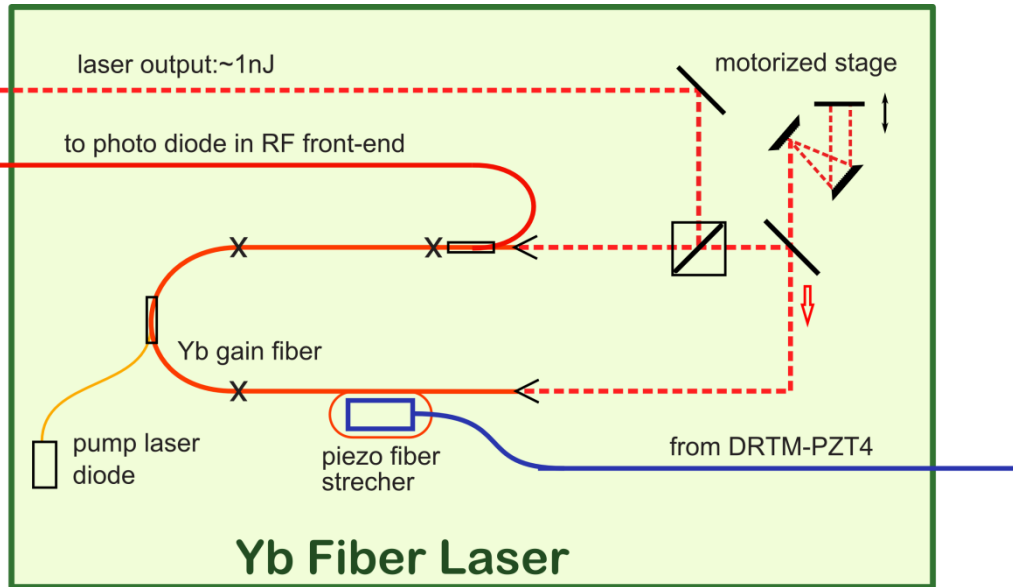 laser output:~1nJ
motorized stage
to photo diode in RF front-end
Yb gain fiber
pump laser
diode
piezo fiber
strecher
from DRTM-PZT4
Yb Fiber Laser